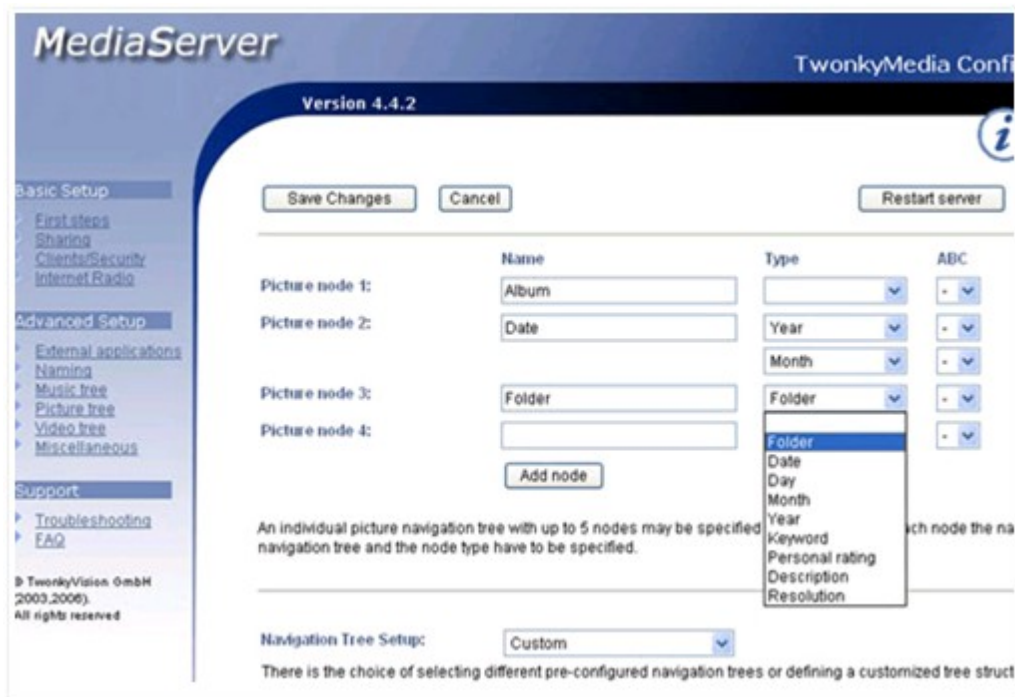 MediaServer
TwonkyMedia Confi
Version 4.4.2
i
Basic Setup
First steps
Sharing
Clients/Security
Internet Radio
Advanced Setup
External applications
Naming
Music tree
Picture tree
Video tree
Miscellaneous
Support
Troubleshooting
FAQ
© TwonkyVision GmbH
(2003,2006).
All rights reserved
Save Changes Cancel Restart server
Name Type ABC
Picture node 1: Album -
Picture node 2: Date Year -
Month -
Picture node 3: Folder Folder -
Picture node 4: -
Folder
Date
Day
Month
Year
Keyword
Personal rating
Description
Resolution
Add node
An individual picture navigation tree with up to 5 nodes may be specified ch node the na
navigation tree and the node type have to be specified.
Navigation Tree Setup: Custom
There is the choice of selecting different pre-configured navigation trees or defining a customized tree struct